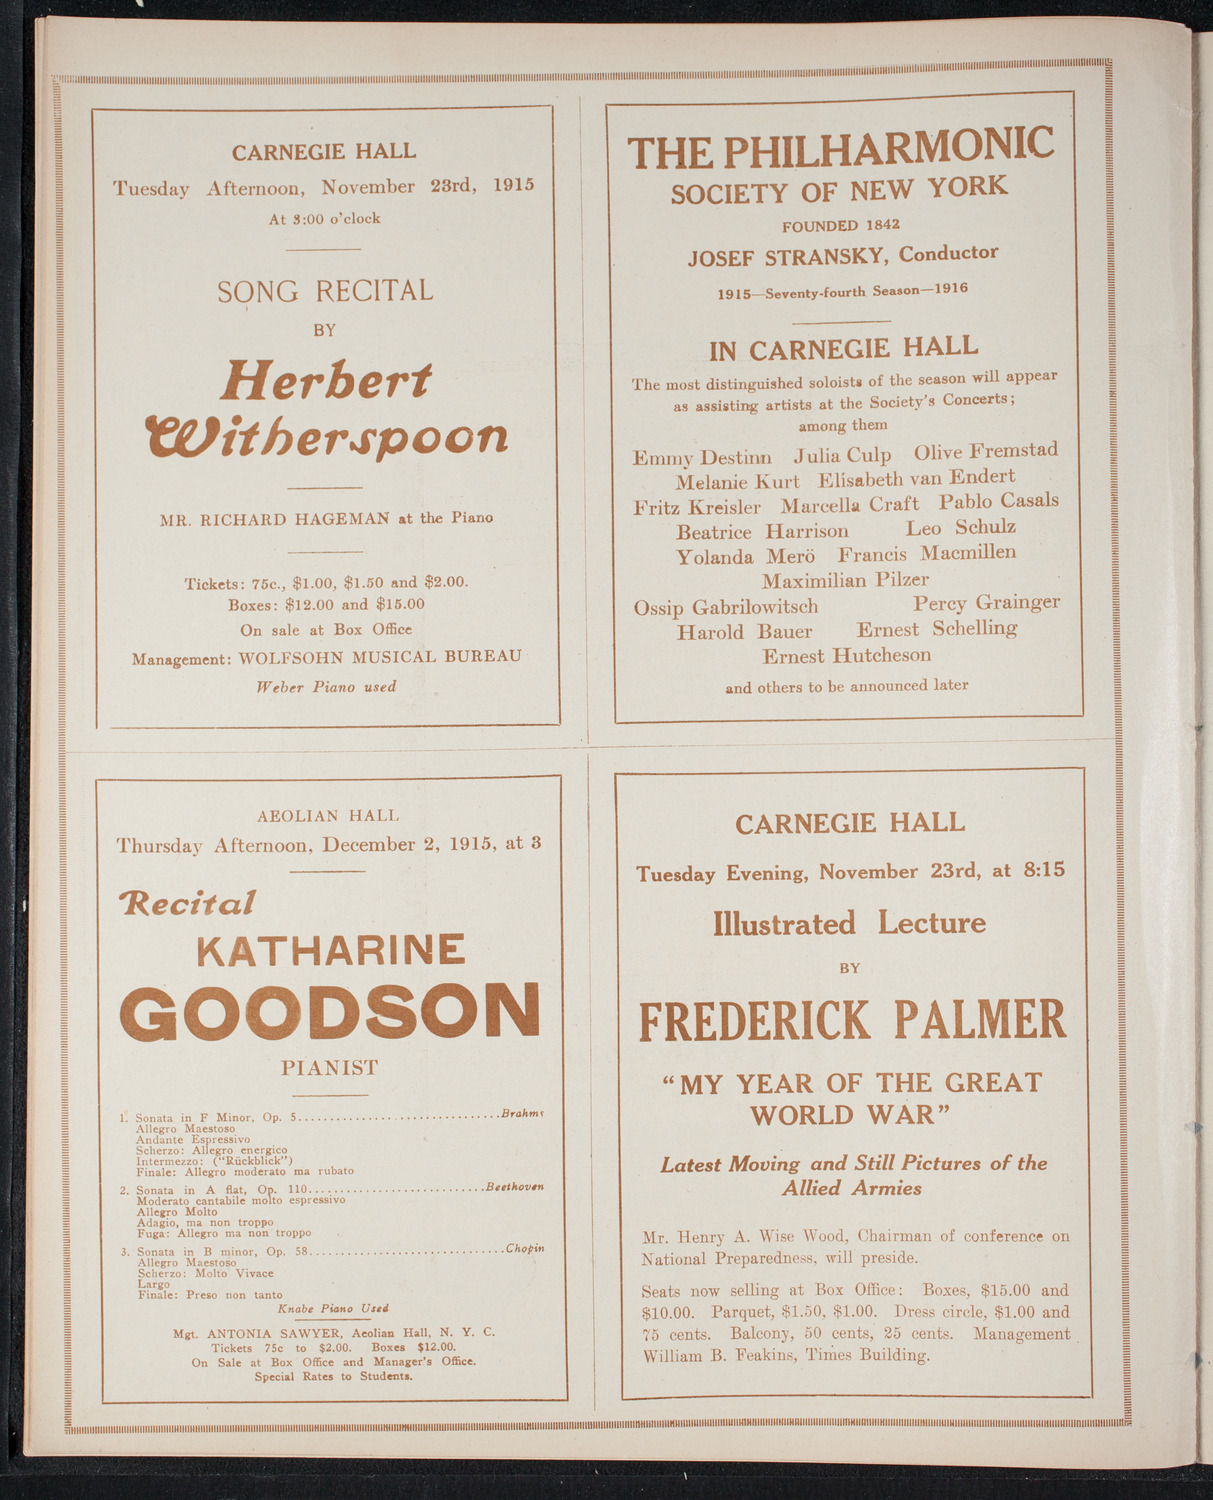 CARNEGIE HALL
Tuesday Afternoon, November 23rd, 1915
At 3:00 o'clock
SONG RECITAL
BY
Herbert
Witherspoon
MR. RICHARD HAGEMAN at the Piano
Tickets: 75c., $1.00, $1.50 and $2.00.
Boxes: $12.00 and $15.00
On sale at Box Office
Management: WOLFSOHN MUSICAL BUREAU
Weber Piano used
THE PHILHARMONIC
SOCIETY OF NEW YORK
FOUNDED 1842
JOSEF STRANSKY, Conductor
1915—Seventy-fourth Season—1916
IN CARNEGIE HALL
The most distinguished soloists of the season will appear
as assisting artists at the Society's Concerts;
among them
Emmy Destinn Julia Culp Olive Fremstad
Melanie Kurt Elisabeth van Endert
Fritz Kreisler Marcella Craft Pablo Casals
Beatrice Harrison Leo Schulz
Yolanda Merö Francis Macmillen
Maximilian Pilzer
Ossip Gabrilowitsch Percy Grainger
Harold Bauer Ernest Schelling
Ernest Hutcheson
and others to be announced later
AEOLIAN HALL
Thursday Afternoon, December 2, 1915, at 3
Recital
KATHARINE
GOODSON
PIANIST
1. Sonata in F Minor, Op. 5................................Brahms
Allegro Maestoso
Andante Espressivo
Scherzo: Allegro energico
Intermezzo: ("Rückblick")
Finale: Allegro moderato ma rubato
2. Sonata in A flat, Op. 110............................Beethoven
Moderato cantabile molto espressivo
Allegro Molto
Adagio, ma non troppo
Fuga: Allegro ma non troppo
3. Sonata in B minor, Op. 58...............................Chopin
Allegro Maestoso
Scherzo: Molto Vivace
Largo
Finale: Preso non tanto
Knabe Piano Used
Mgt. ANTONIA SAWYER, Aeolian Hall, N. Y. C.
Tickets 75c to $2.00. Boxes $12.00.
On Sale at Box Office and Manager's Office.
Special Rates to Students.
CARNEGIE HALL
Tuesday Evening, November 23rd, at 8:15
Illustrated Lecture
BY
FREDERICK PALMER
"MY YEAR OF THE GREAT
WORLD WAR"
Latest Moving and Still Pictures of the
Allied Armies
Mr. Henry A. Wise Wood, Chairman of conference on
National Preparedness, will preside.
Seats now selling at Box Office: Boxes, $15.00 and
$10.00. Parquet, $1.50, $1.00. Dress circle, $1.00 and
75 cents. Balcony, 50 cents, 25 cents. Management
William B. Feakins, Times Building.